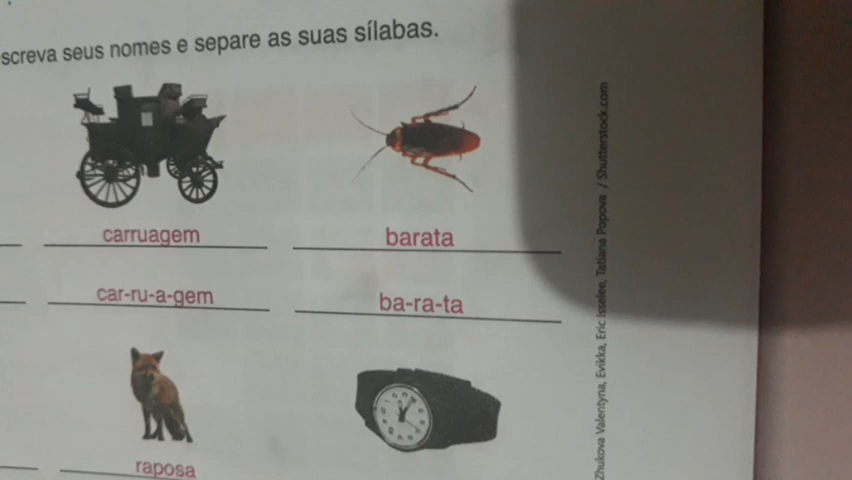 screva seus nomes e separe as suas sílabas.
carruagem
barata
car-ru-a-gem
ba-ra-ta
raposa
Zhukova Valentyna, Evikka, Eric Isselee, Tatiana Popova / Shutterstock.com